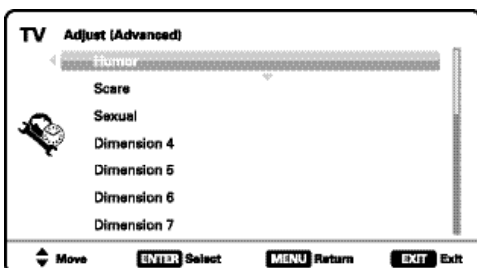 TV Adjust (Advanced)
Humor
Scare
Sexual
Dimension 4
Dimension 5
Dimension 6
Dimension 7
Move ENTER Select MENU Return EXIT Exit